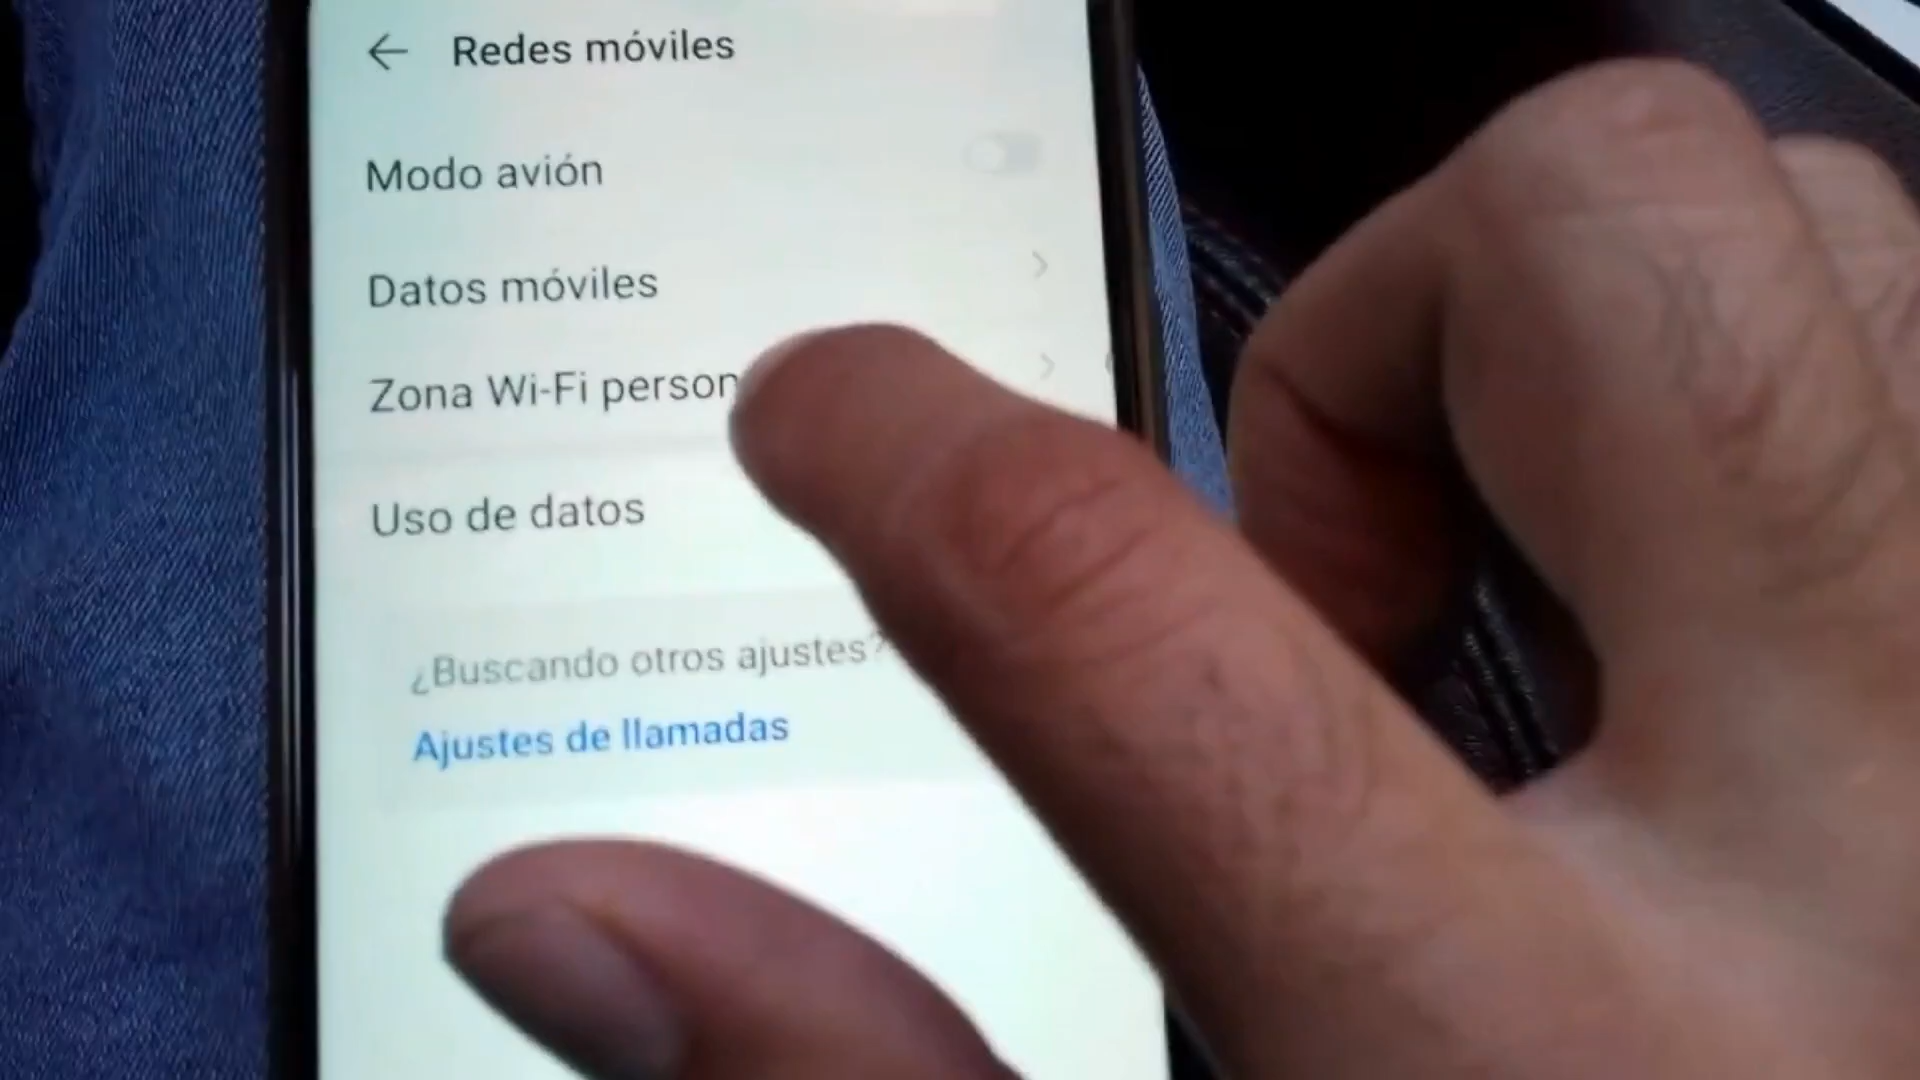 Redes móviles
Modo avión
Datos móviles
Zona Wi-Fi person
Uso de datos
¿Buscando otros ajustes?
Ajustes de llamadas